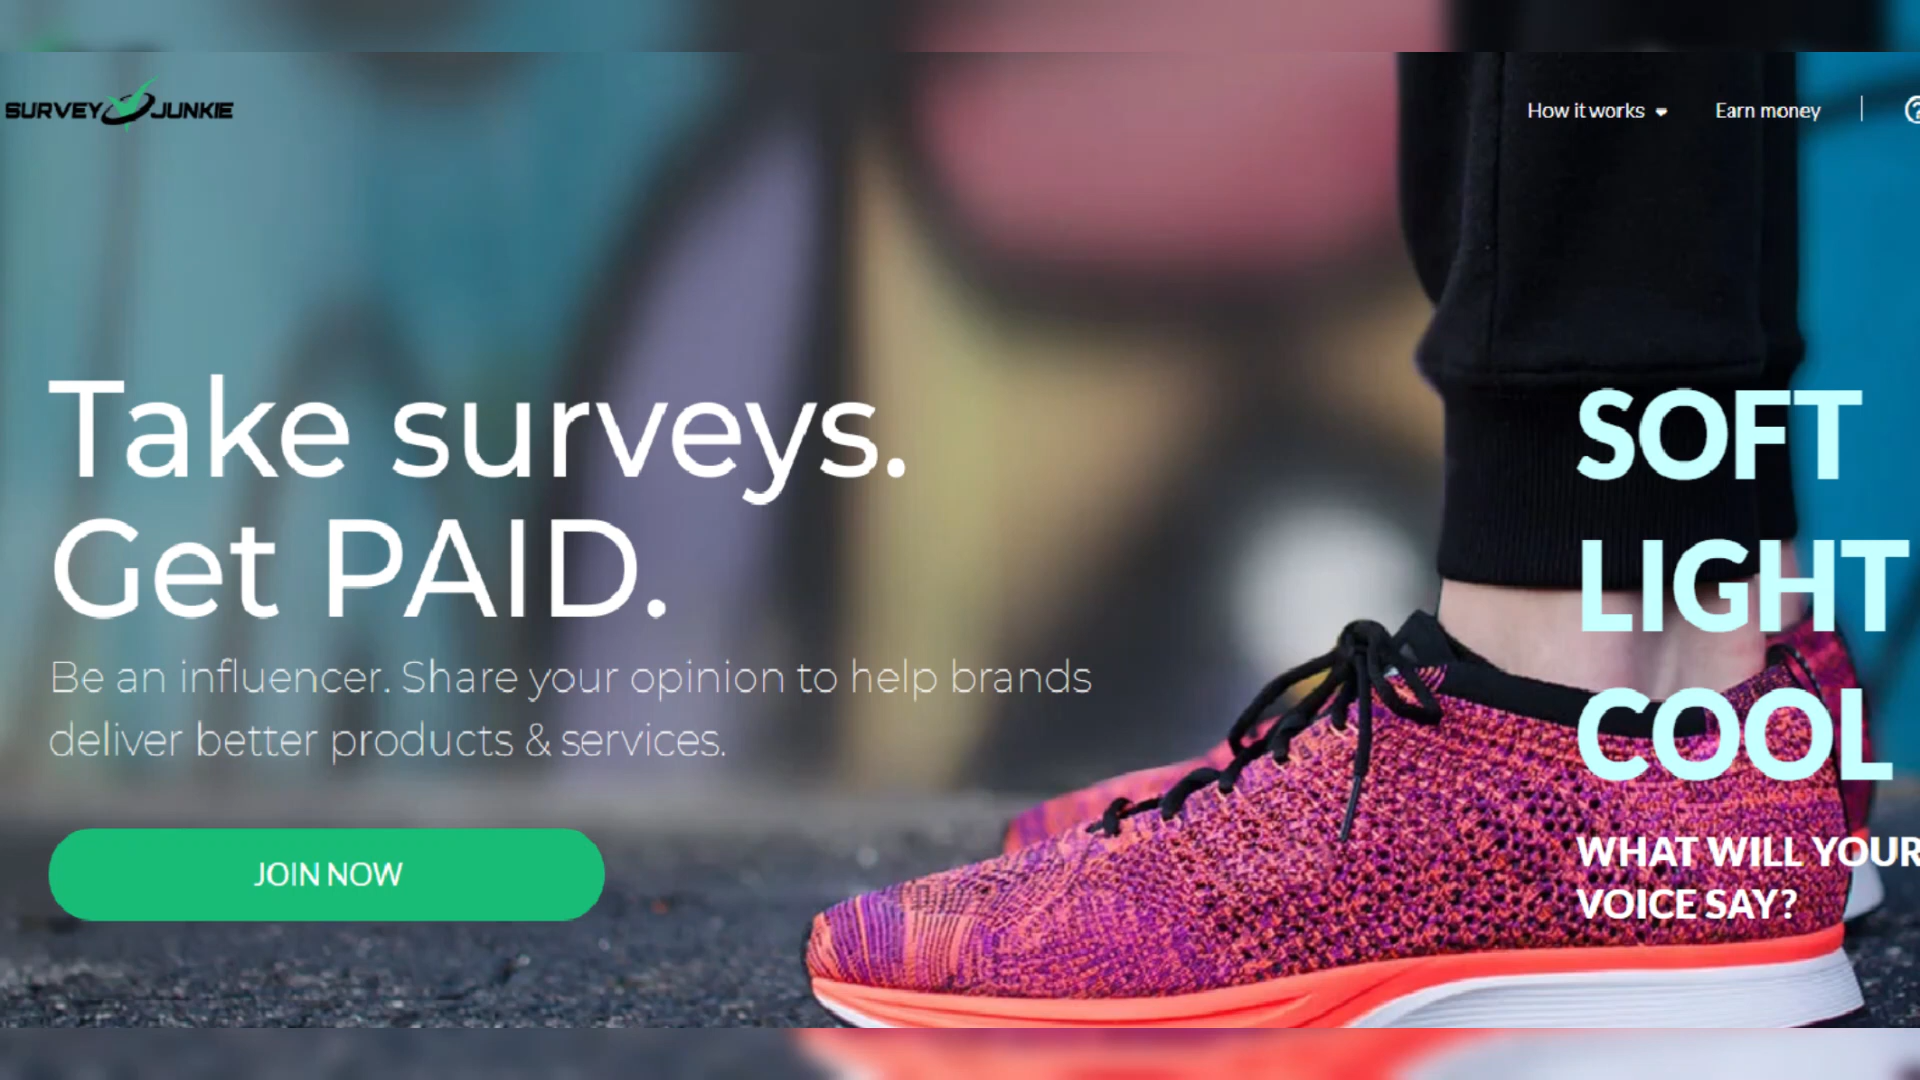 SURVEY JUNKIE
How it works
Earn money
Take surveys.
Get PAID.
Be an influencer. Share your opinion to help brands
deliver better products & services.
JOIN NOW
SOFT
LIGHT
COOL
WHAT WILL YOUR
VOICE SAY?